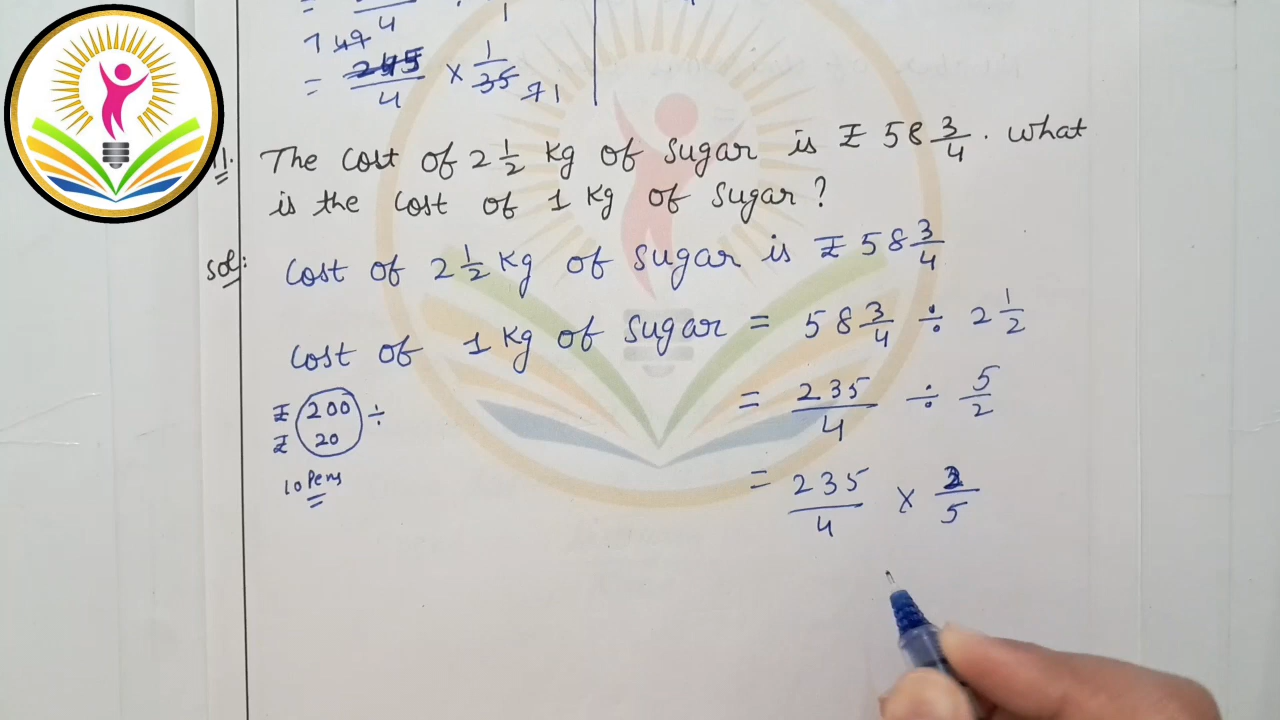 4 1
7 49
= 245/4 × 1/35 7 1
11. The cost of 2 1/2 kg of sugar is ₹ 58 3/4. what
is the cost of 1 kg of sugar?
Sol: Cost of 2 1/2 kg of sugar is ₹ 58 3/4
Cost of 1 kg of sugar = 58 3/4 ÷ 2 1/2
= 235/4 ÷ 5/2
= 235/4 × 2/5
₹ 200 ÷
₹ 20
10 Pens